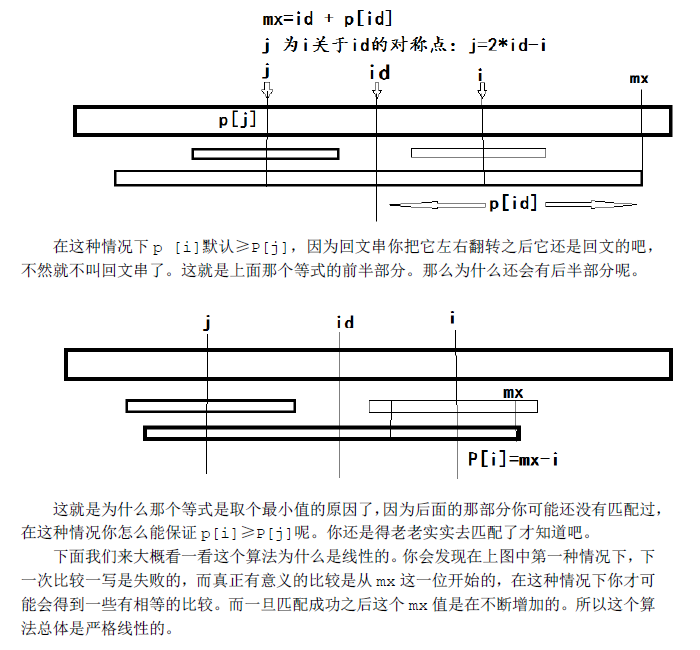 mx=id + p[id]
j 为i关于id的对称点：j=2*id-i
j id i mx
p[j]
p[id]
在这种情况下p [i]默认≥P[j]，因为回文串你把它左右翻转之后它还是回文的吧，
不然就不叫回文串了。这就是上面那个等式的前半部分。那么为什么还会有后半部分呢。
j id i
mx
P[i]=mx-i
这就是为什么那个等式是取个最小值的原因了，因为后面的那部分你可能还没有匹配过，
在这种情况你怎么能保证p[i]≥P[j]呢。你还是得老老实实去匹配了才知道吧。
下面我们来大概看一看这个算法为什么是线性的。你会发现在上图中第一种情况下，下
一次比较一写是失败的，而真正有意义的比较是从mx这一位开始的，在这种情况下你才可
能会得到一些有相等的比较。而一旦匹配成功之后这个mx值是在不断增加的。所以这个算
法总体是严格线性的。